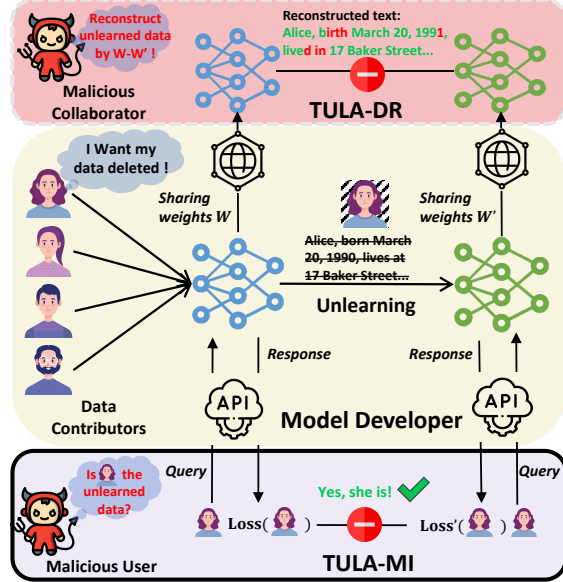 Reconstruct
unlearned data
by W-W' !
Malicious
Collaborator
Reconstructed text:
Alice, birth March 20, 1991,
lived in 17 Baker Street...
TULA-DR
I Want my
data deleted !
Sharing
weights W
Sharing
weights W'
Alice, born March
20, 1990, lives at
17 Baker Street...
Unlearning
Response
Response
API
API
Data
Contributors
Model Developer
Is the
unlearned
data?
Malicious User
Query
Query
Yes, she is!
Loss( )
Loss'( )
TULA-MI